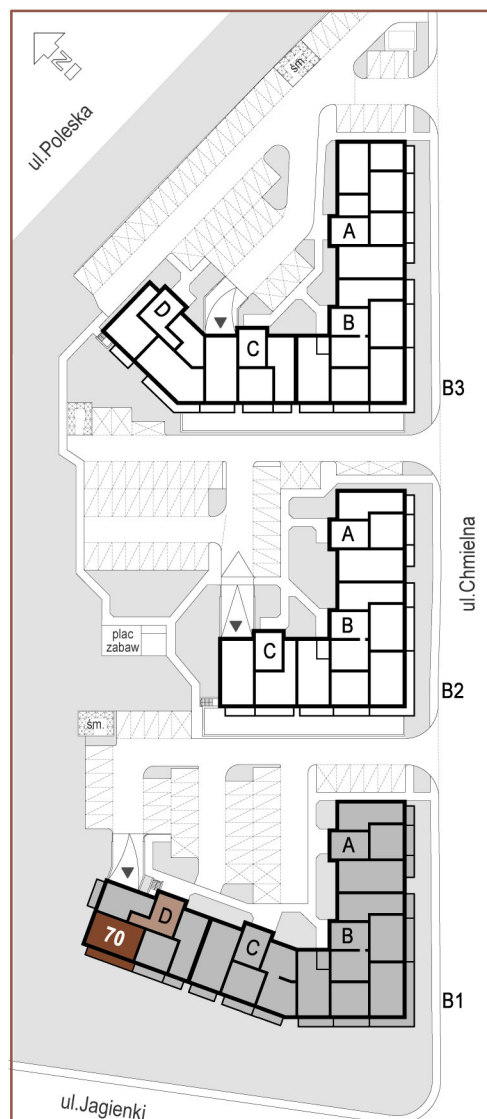 N
ul.Poleska
śm.
A
D
B
C
B3
ul.Chmielna
A
B
C
plac
zabaw
B2
śm.
A
D
70
B
C
B1
ul.Jagienki